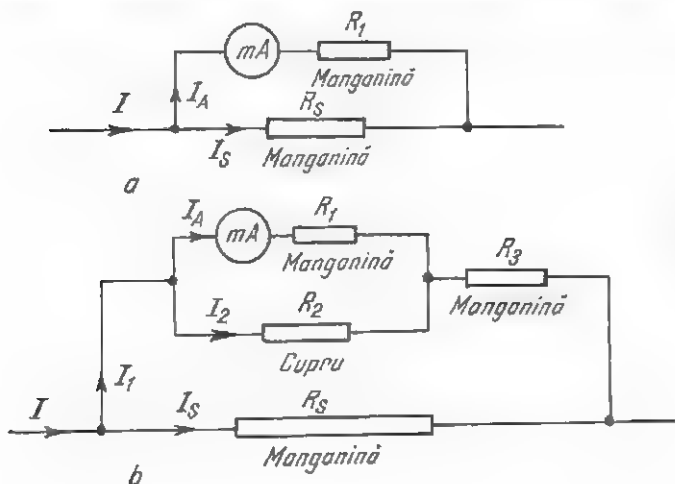 R1
mA
Manganină
IA
RS
I
IS
Manganină
a
IA
R1
mA
R3
Manganină
Manganină
I2
R2
Cupru
I1
I
IS
RS
Manganină
b